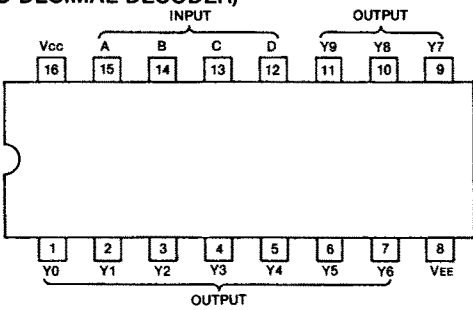 DECIMAL DECODER)
INPUT OUTPUT
Vcc A B C D Y9 Y8 Y7
16 15 14 13 12 11 10 9
1 2 3 4 5 6 7 8
Y0 Y1 Y2 Y3 Y4 Y5 Y6 VEE
OUTPUT